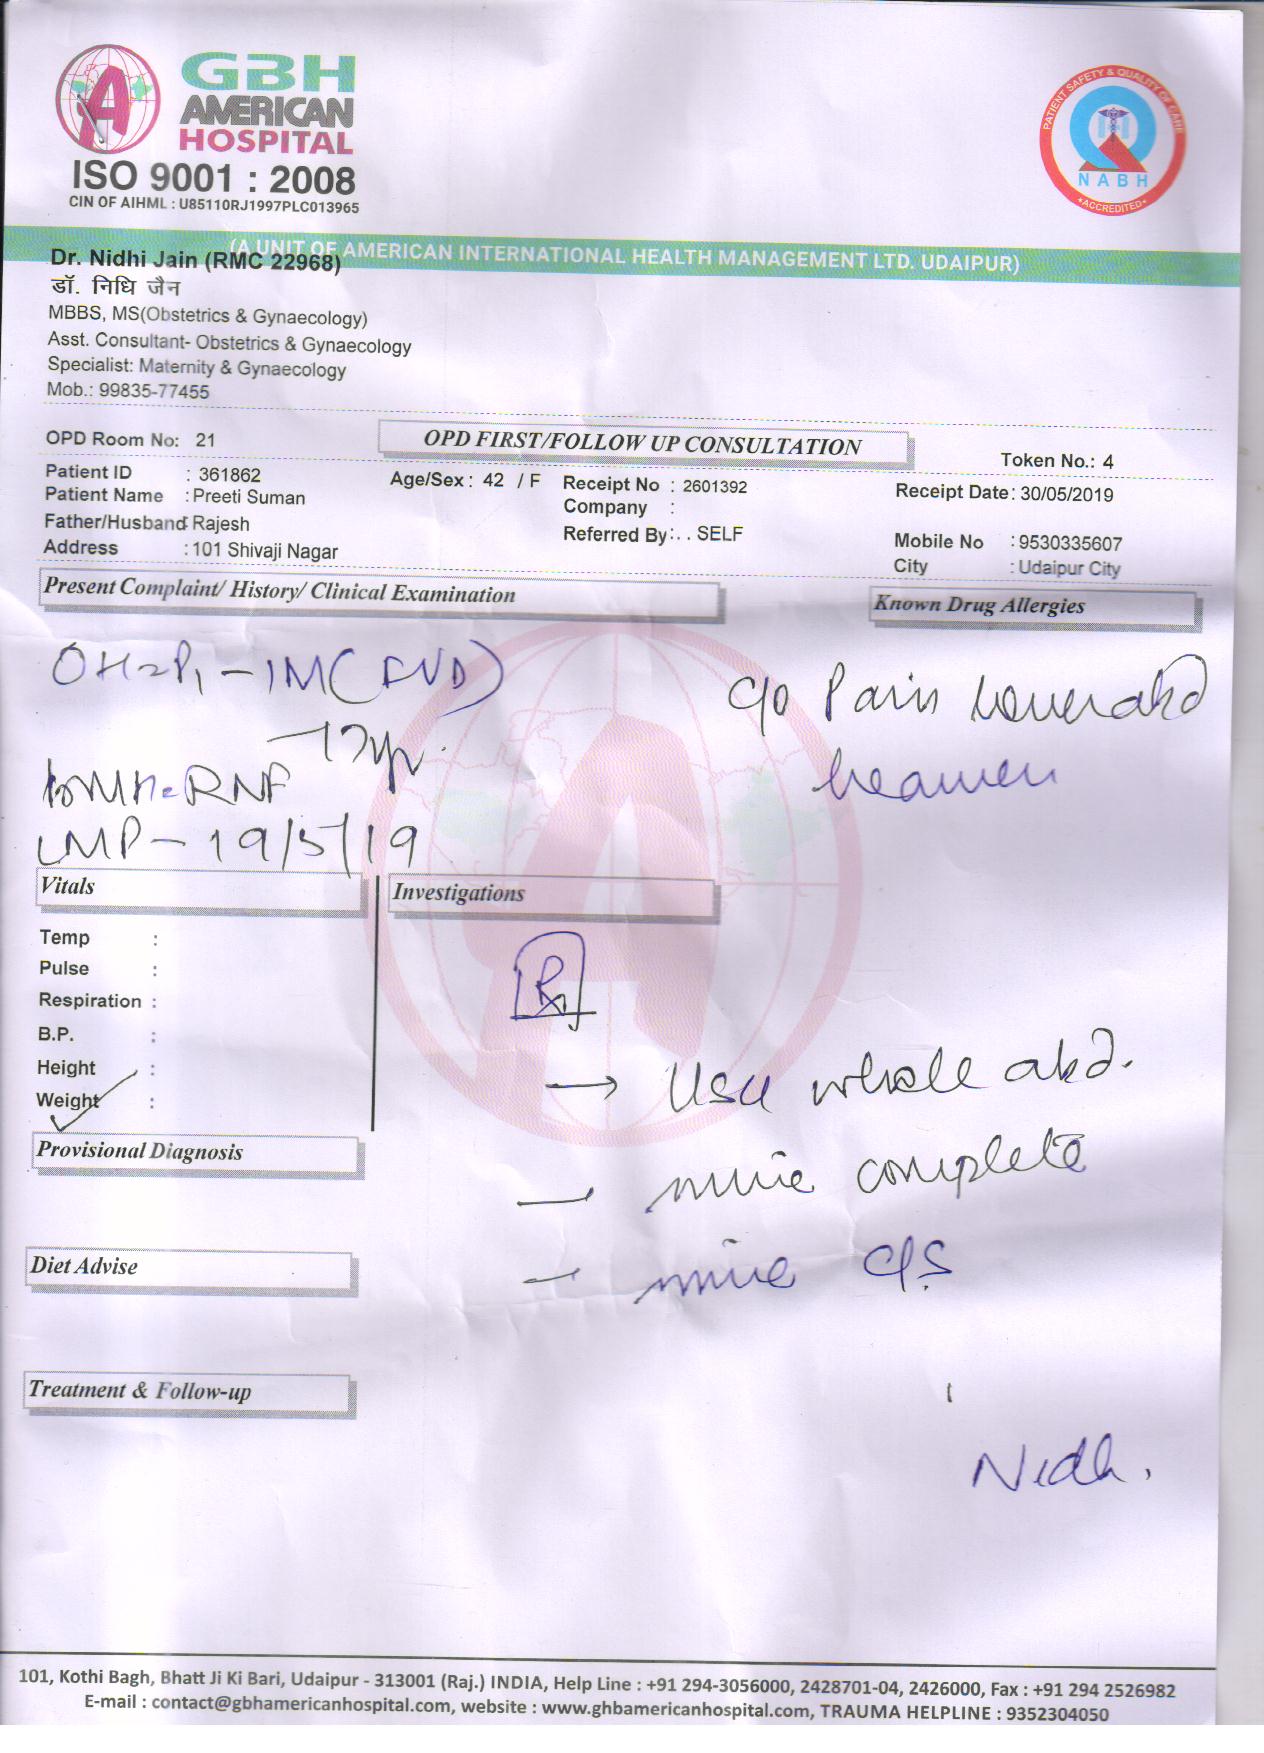 GBH
AMERICAN
HOSPITAL
ISO 9001 : 2008
CIN OF AIHML : U85110RJ1997PLC013965
PATIENT SAFETY & QUALITY OF CARE
NABH
ACCREDITED
(A UNIT OF AMERICAN INTERNATIONAL HEALTH MANAGEMENT LTD. UDAIPUR)
Dr. Nidhi Jain (RMC 22968)
डॉ. निधि जैन
MBBS, MS(Obstetrics & Gynaecology)
Asst. Consultant- Obstetrics & Gynaecology
Specialist: Maternity & Gynaecology
Mob.: 99835-77455
OPD Room No: 21 OPD FIRST/FOLLOW UP CONSULTATION Token No.: 4
Patient ID : 361862 Age/Sex : 42 / F Receipt No : 2601392 Receipt Date: 30/05/2019
Patient Name : Preeti Suman Company :
Father/Husband : Rajesh Referred By: . . SELF Mobile No : 9530335607
Address : 101 Shivaji Nagar City : Udaipur City
Present Complaint/ History/ Clinical Examination Known Drug Allergies
OH=P1 - 1M (FVD)
c/o Pain lower abd
17yr.
RNF
LMP - 19/5/19
Vitals Investigations
Temp :
Pulse :
Respiration :
B.P. :
Height :
Weight :
Rx
→ USG whole abd.
Provisional Diagnosis
- urine complete
Diet Advise
- urine C/S
Treatment & Follow-up
Nidhi
101, Kothi Bagh, Bhatt Ji Ki Bari, Udaipur - 313001 (Raj.) INDIA, Help Line : +91 294-3056000, 2428701-04, 2426000, Fax : +91 294 2526982
E-mail : contact@gbhamericanhospital.com, website : www.ghbamericanhospital.com, TRAUMA HELPLINE : 9352304050